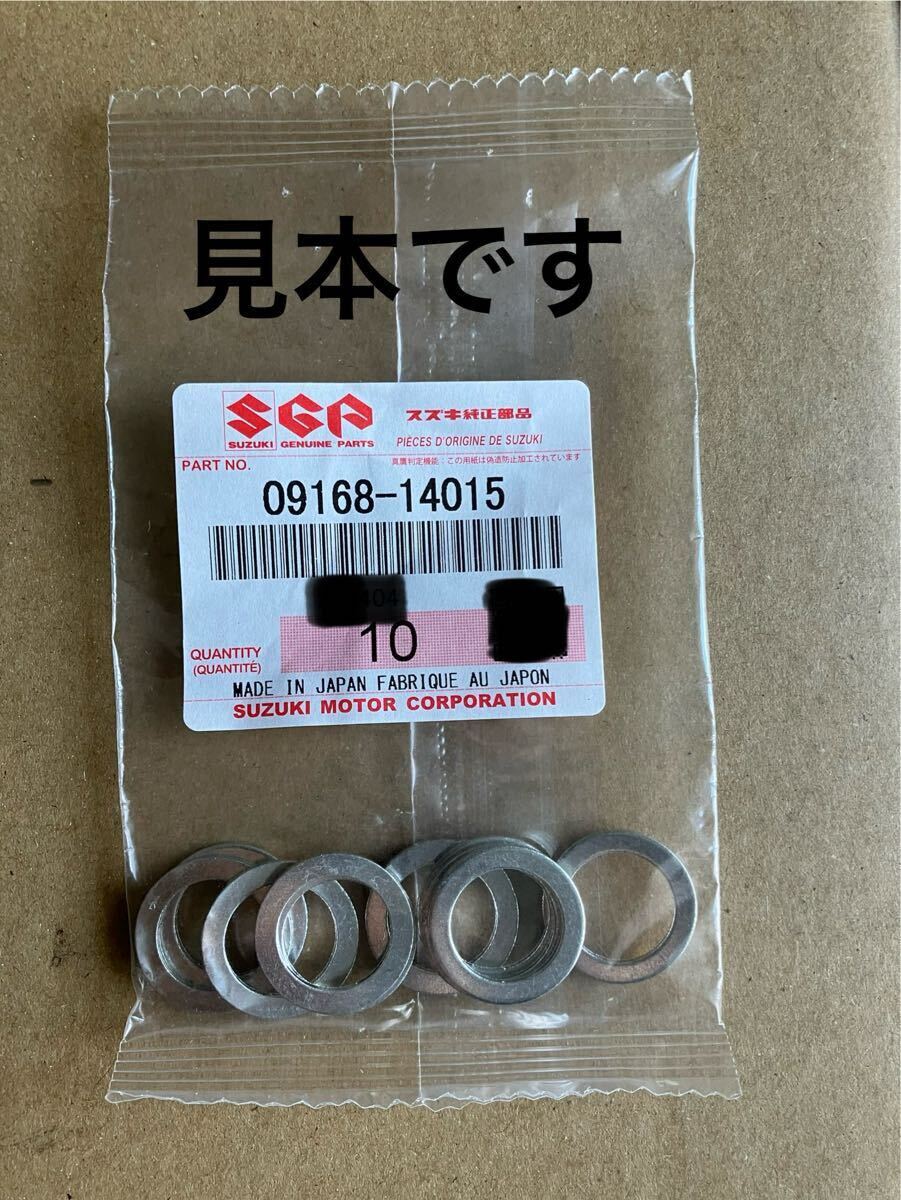 見本です
SGP
SUZUKI GENUINE PARTS
スズキ純正部品
PIÈCES D'ORIGINE DE SUZUKI
PART NO.
真贋判定機能：この用紙は偽造防止加工されています
09168-14015
404
10
QUANTITY
(QUANTITÉ)
MADE IN JAPAN FABRIQUE AU JAPON
SUZUKI MOTOR CORPORATION